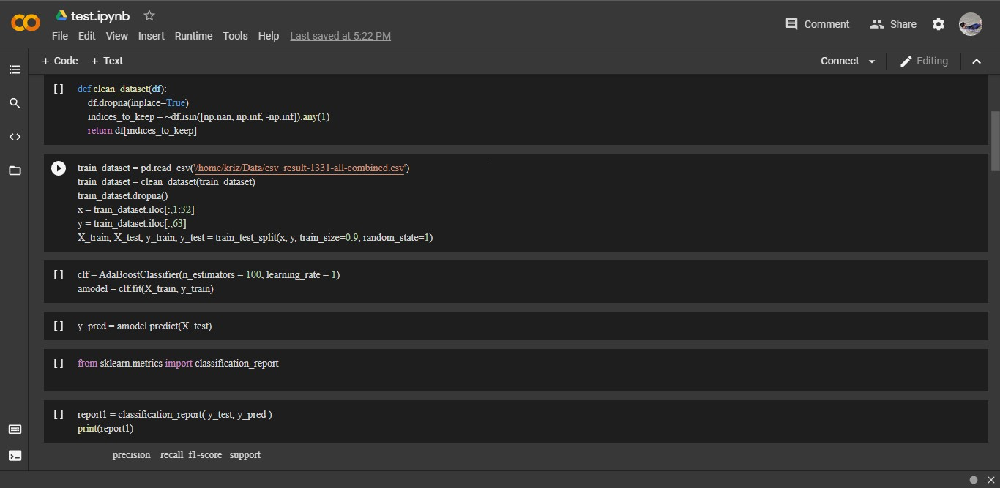 test.ipynb
File Edit View Insert Runtime Tools Help Last saved at 5:22 PM
Comment Share
+ Code + Text
Connect Editing
[ ] def clean_dataset(df):
df.dropna(inplace=True)
indices_to_keep = ~df.isin([np.nan, np.inf, -np.inf]).any(1)
return df[indices_to_keep]
train_dataset = pd.read_csv('/home/kriz/Data/csv_result-1331-all-combined.csv')
train_dataset = clean_dataset(train_dataset)
train_dataset.dropna()
x = train_dataset.iloc[:,1:32]
y = train_dataset.iloc[:,63]
X_train, X_test, y_train, y_test = train_test_split(x, y, train_size=0.9, random_state=1)
[ ] clf = AdaBoostClassifier(n_estimators = 100, learning_rate = 1)
amodel = clf.fit(X_train, y_train)
[ ] y_pred = amodel.predict(X_test)
[ ] from sklearn.metrics import classification_report
[ ] report1 = classification_report( y_test, y_pred )
print(report1)
precision recall f1-score support